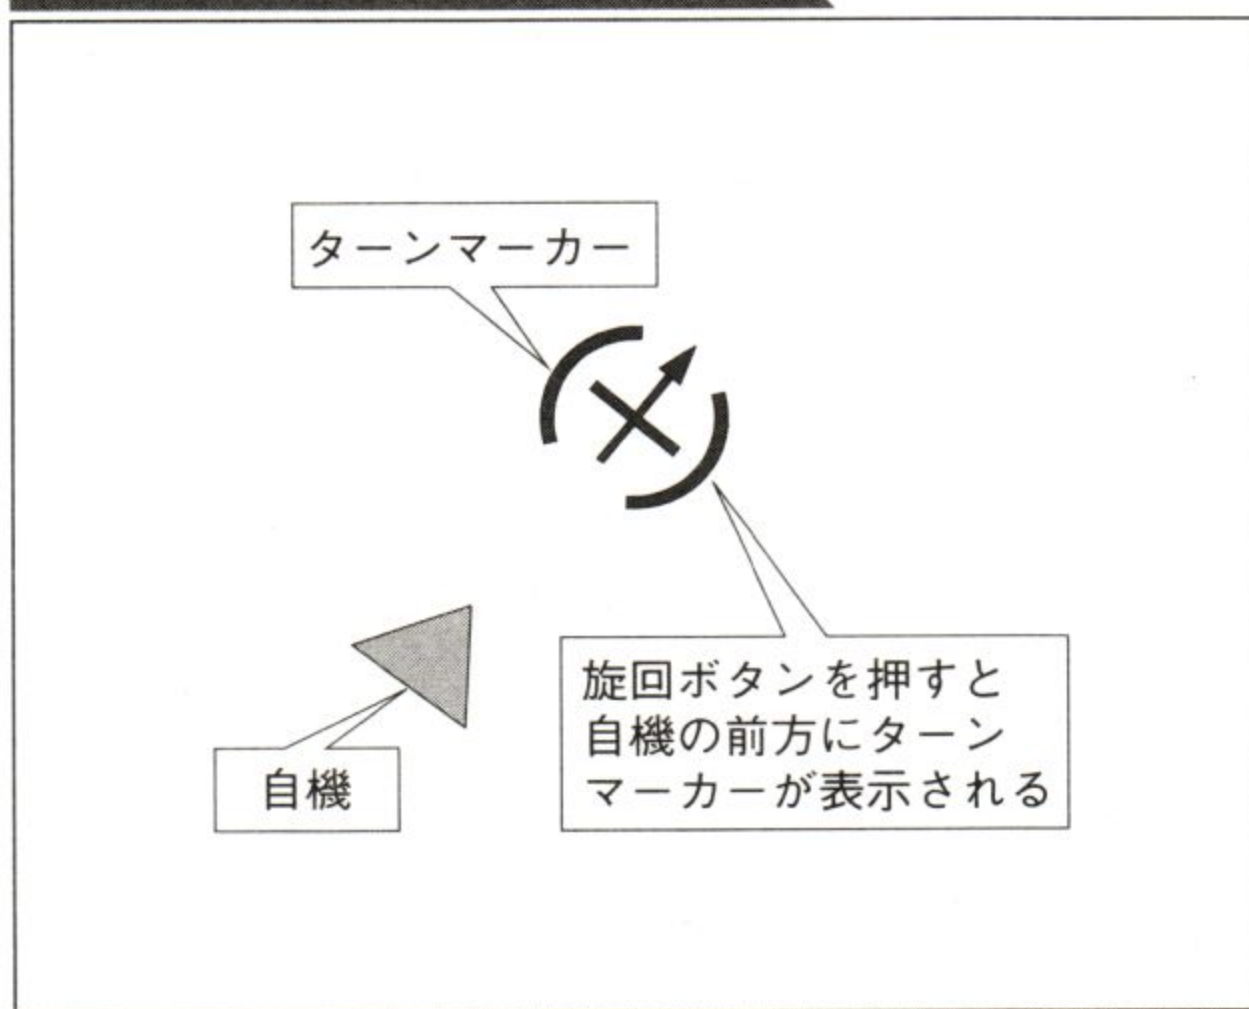 ターンマーカー
旋回ボタンを押すと
自機の前方にターン
マーカーが表示される
自機